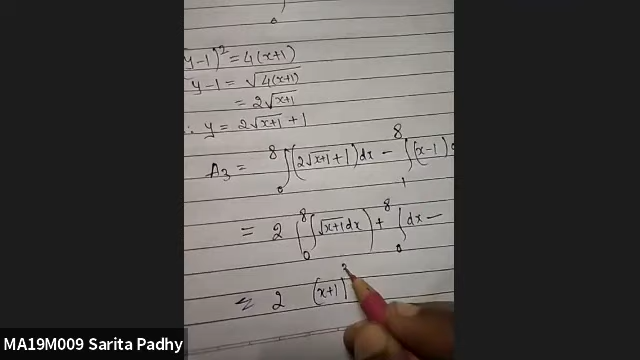 y-1)² = 4(x+1)
y-1 = √4(x+1)
= 2√x+1
∴ y = 2√x+1 + 1
A₃ = ∫₀⁸ (2√x+1 + 1) dx - ∫₁⁸ (x-1)
= 2 (∫₀⁸ √x+1 dx) + ∫₀⁸ dx -
= 2 (x+1)
MA19M009 Sarita Padhy